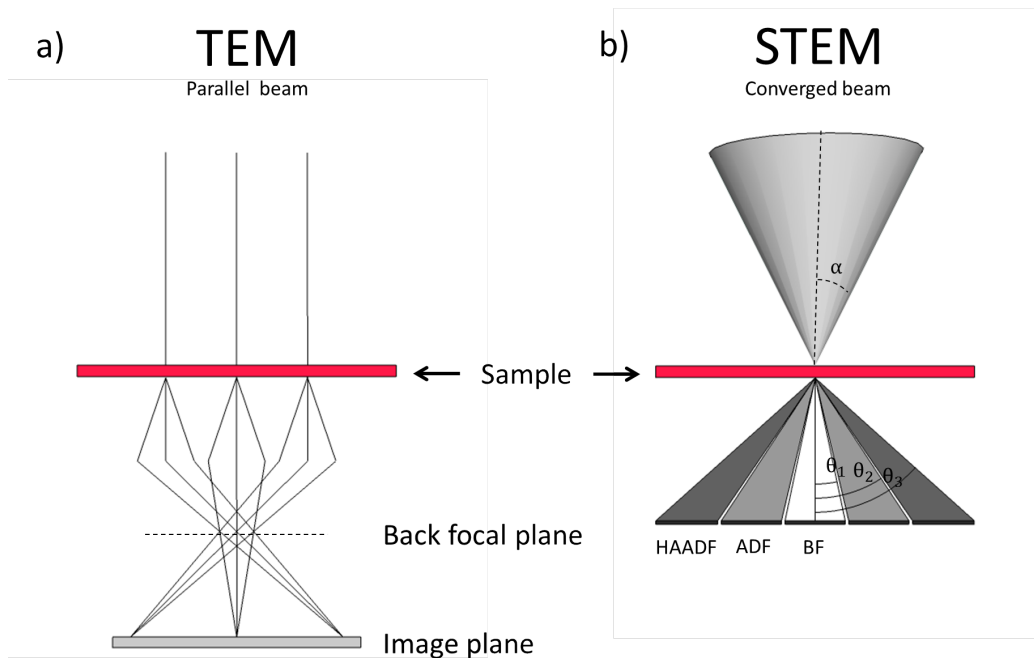 a)
TEM
Parallel beam
b)
STEM
Converged beam
α
Sample
θ1 θ2 θ3
Back focal plane
HAADF ADF BF
Image plane